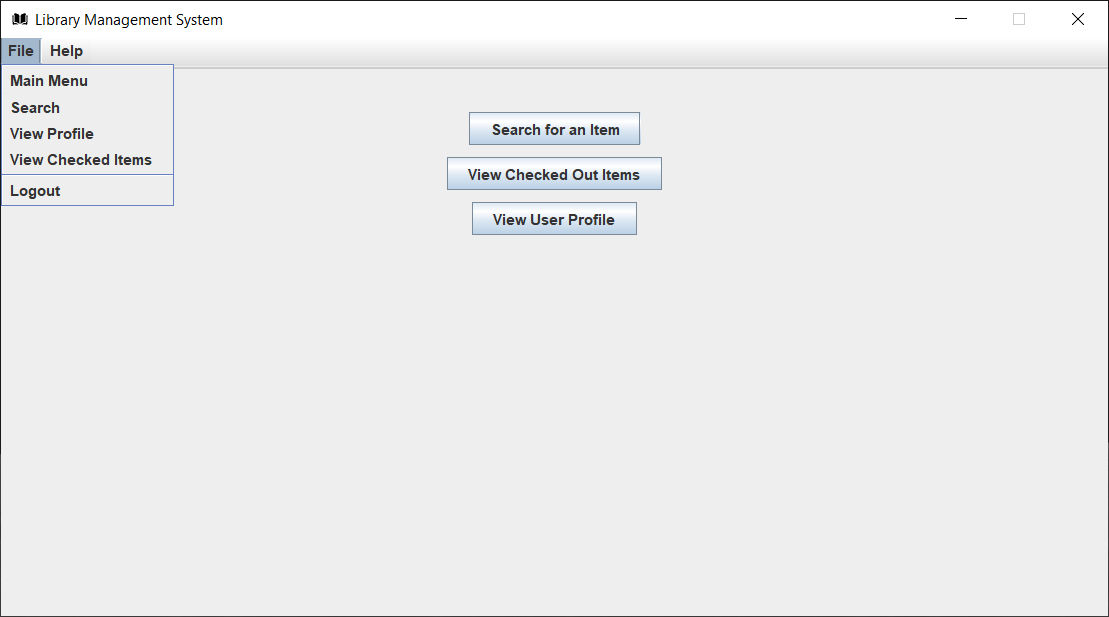 Library Management System
File Help
Main Menu
Search
View Profile
View Checked Items
Logout
Search for an Item
View Checked Out Items
View User Profile